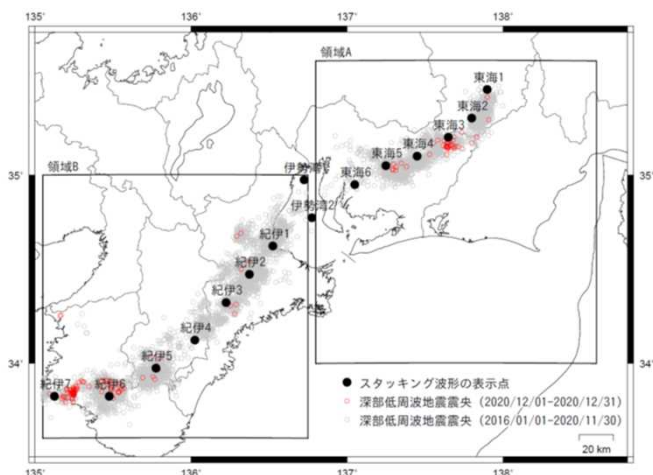 135°
136°
137°
138°
領域A
東海1
東海2
東海3
東海4
東海5
東海6
35°
35°
伊勢湾1
伊勢湾2
領域B
紀伊1
紀伊2
紀伊3
紀伊4
紀伊5
紀伊6
紀伊7
34°
34°
スタッキング波形の表示点
深部低周波地震震央 (2020/12/01-2020/12/31)
深部低周波地震震央 (2016/01/01-2020/11/30)
20 km
135°
136°
137°
138°